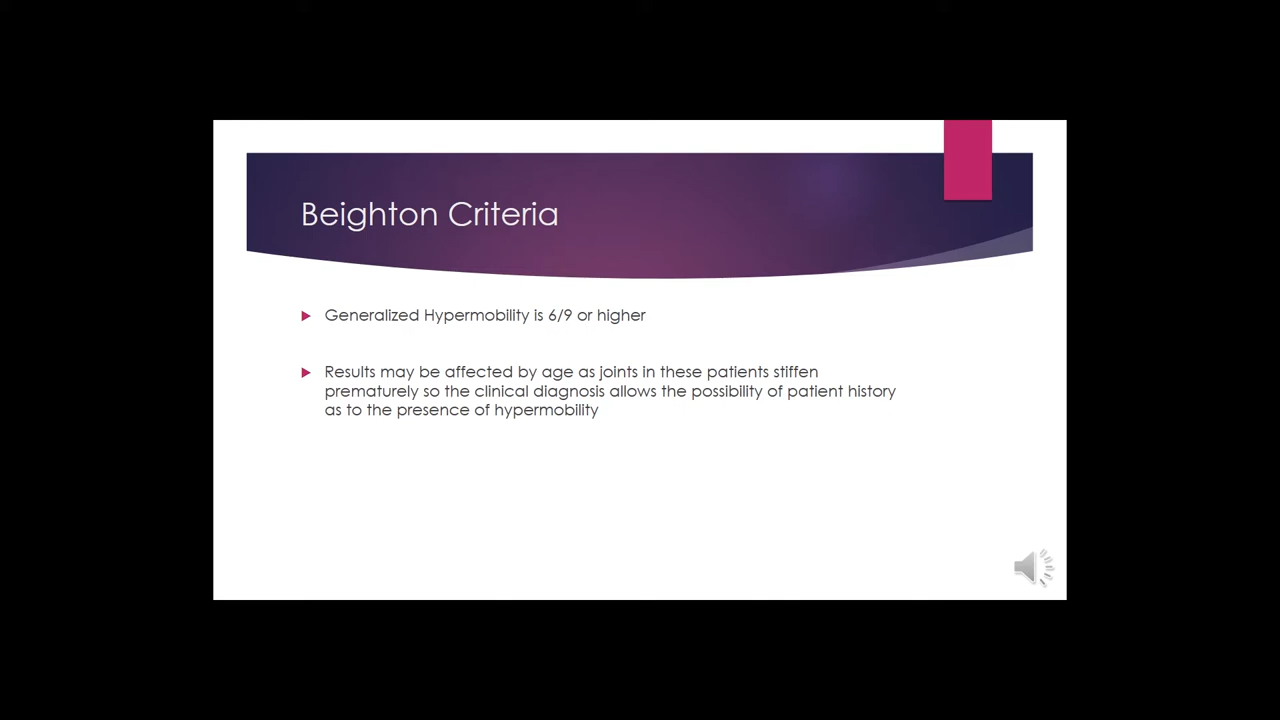 Beighton Criteria
Generalized Hypermobility is 6/9 or higher
Results may be affected by age as joints in these patients stiffen
prematurely so the clinical diagnosis allows the possibility of patient history
as to the presence of hypermobility